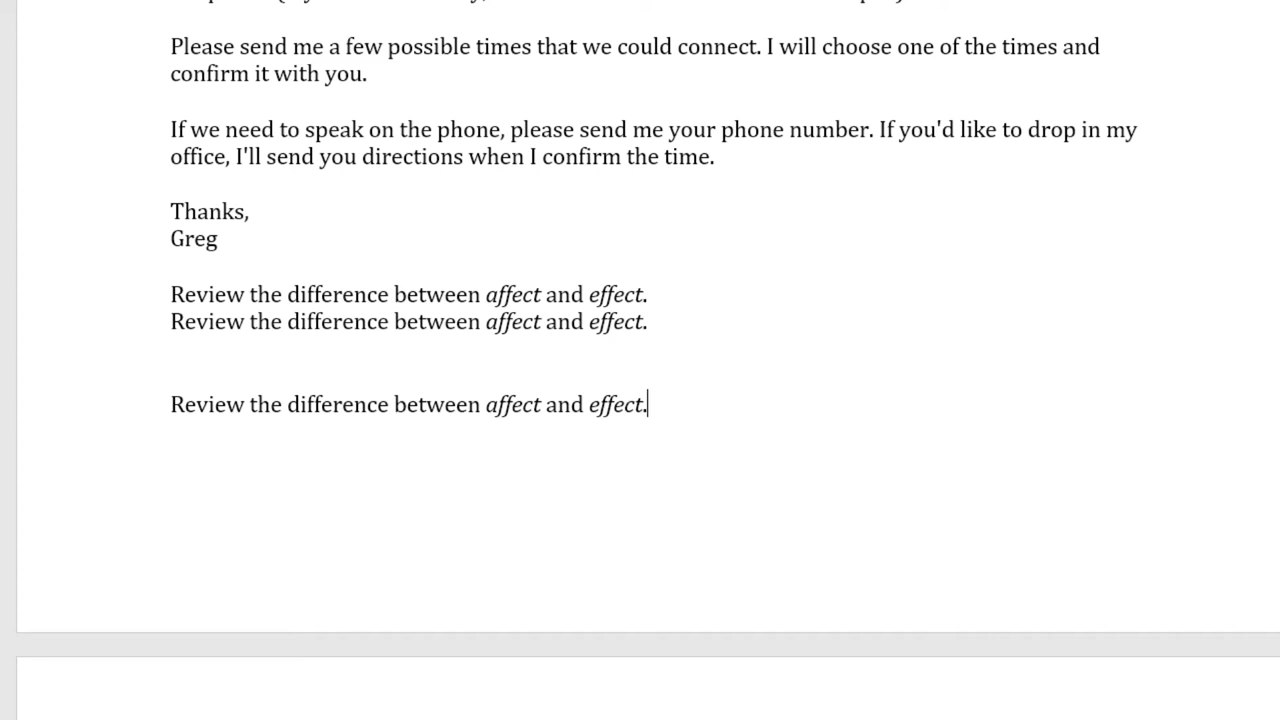 Please send me a few possible times that we could connect. I will choose one of the times and
confirm it with you.
If we need to speak on the phone, please send me your phone number. If you'd like to drop in my
office, I'll send you directions when I confirm the time.
Thanks,
Greg
Review the difference between affect and effect.
Review the difference between affect and effect.
Review the difference between affect and effect.